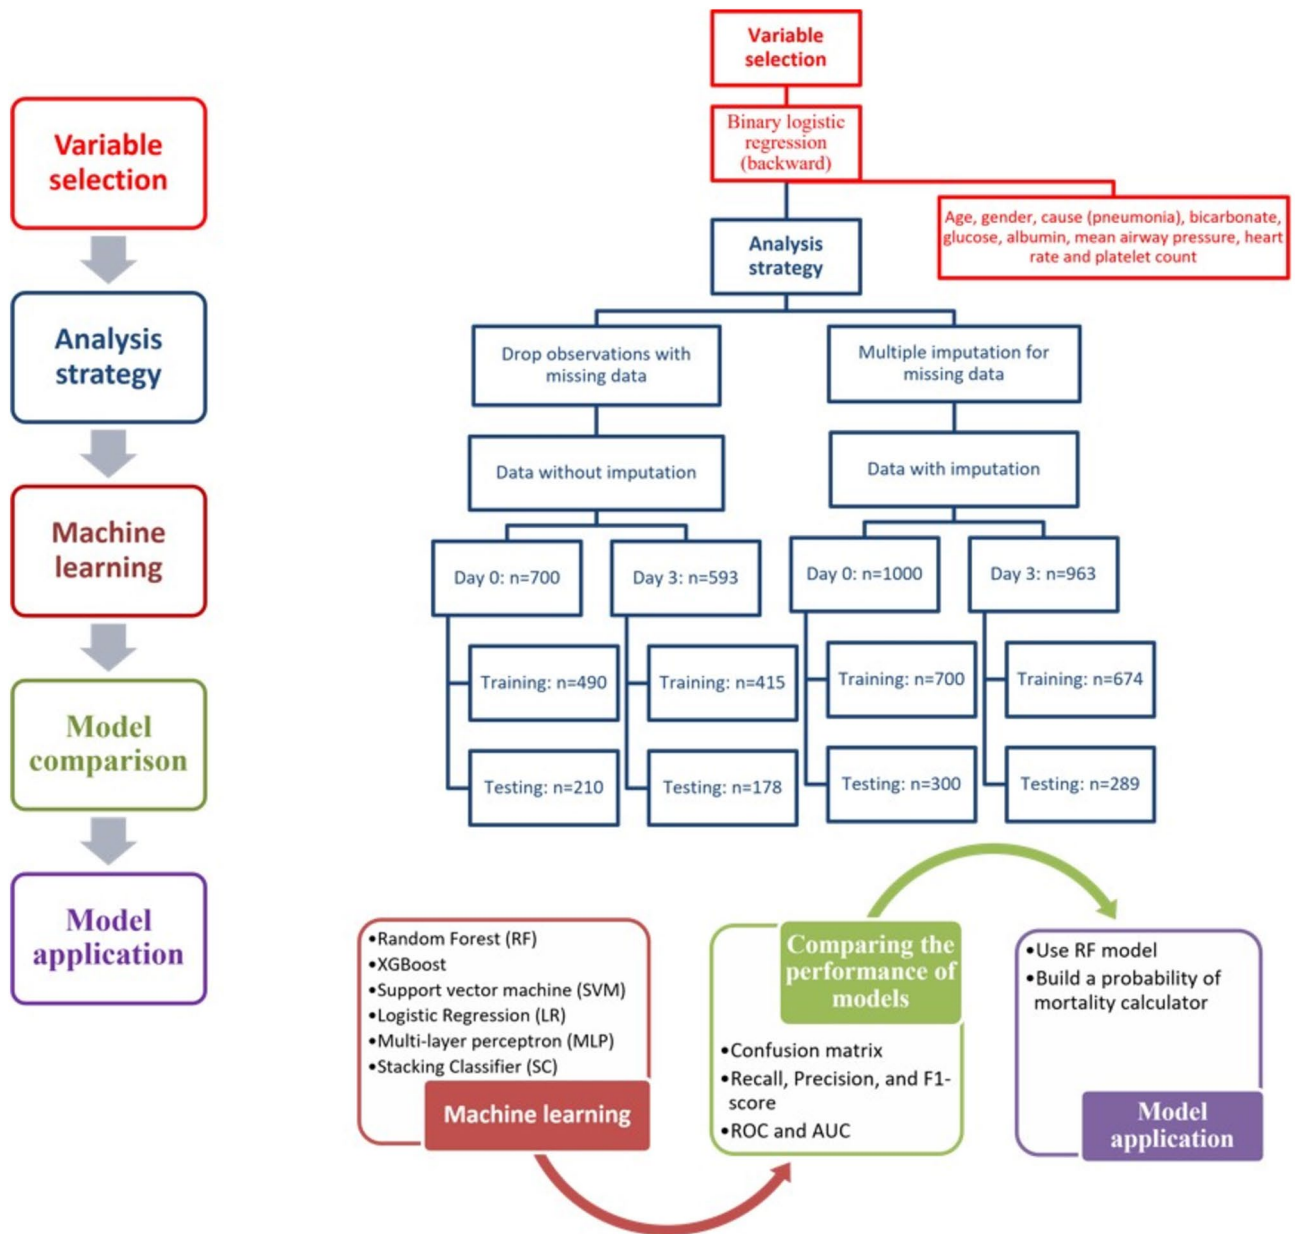 Variable
selection
Analysis
strategy
Machine
learning
Model
comparison
Model
application
Variable
selection
Binary logistic
regression
(backward)
Age, gender, cause (pneumonia), bicarbonate,
glucose, albumin, mean airway pressure, heart
rate and platelet count
Analysis
strategy
Drop observations with
missing data
Multiple imputation for
missing data
Data without imputation
Data with imputation
Day 0: n=700
Day 3: n=593
Day 0: n=1000
Day 3: n=963
Training: n=490
Training: n=415
Training: n=700
Training: n=674
Testing: n=210
Testing: n=178
Testing: n=300
Testing: n=289
•Random Forest (RF)
•XGBoost
•Support vector machine (SVM)
•Logistic Regression (LR)
•Multi-layer perceptron (MLP)
•Stacking Classifier (SC)
Machine learning
Comparing the
performance of
models
•Confusion matrix
•Recall, Precision, and F1-
score
•ROC and AUC
•Use RF model
•Build a probability of
mortality calculator
Model
application